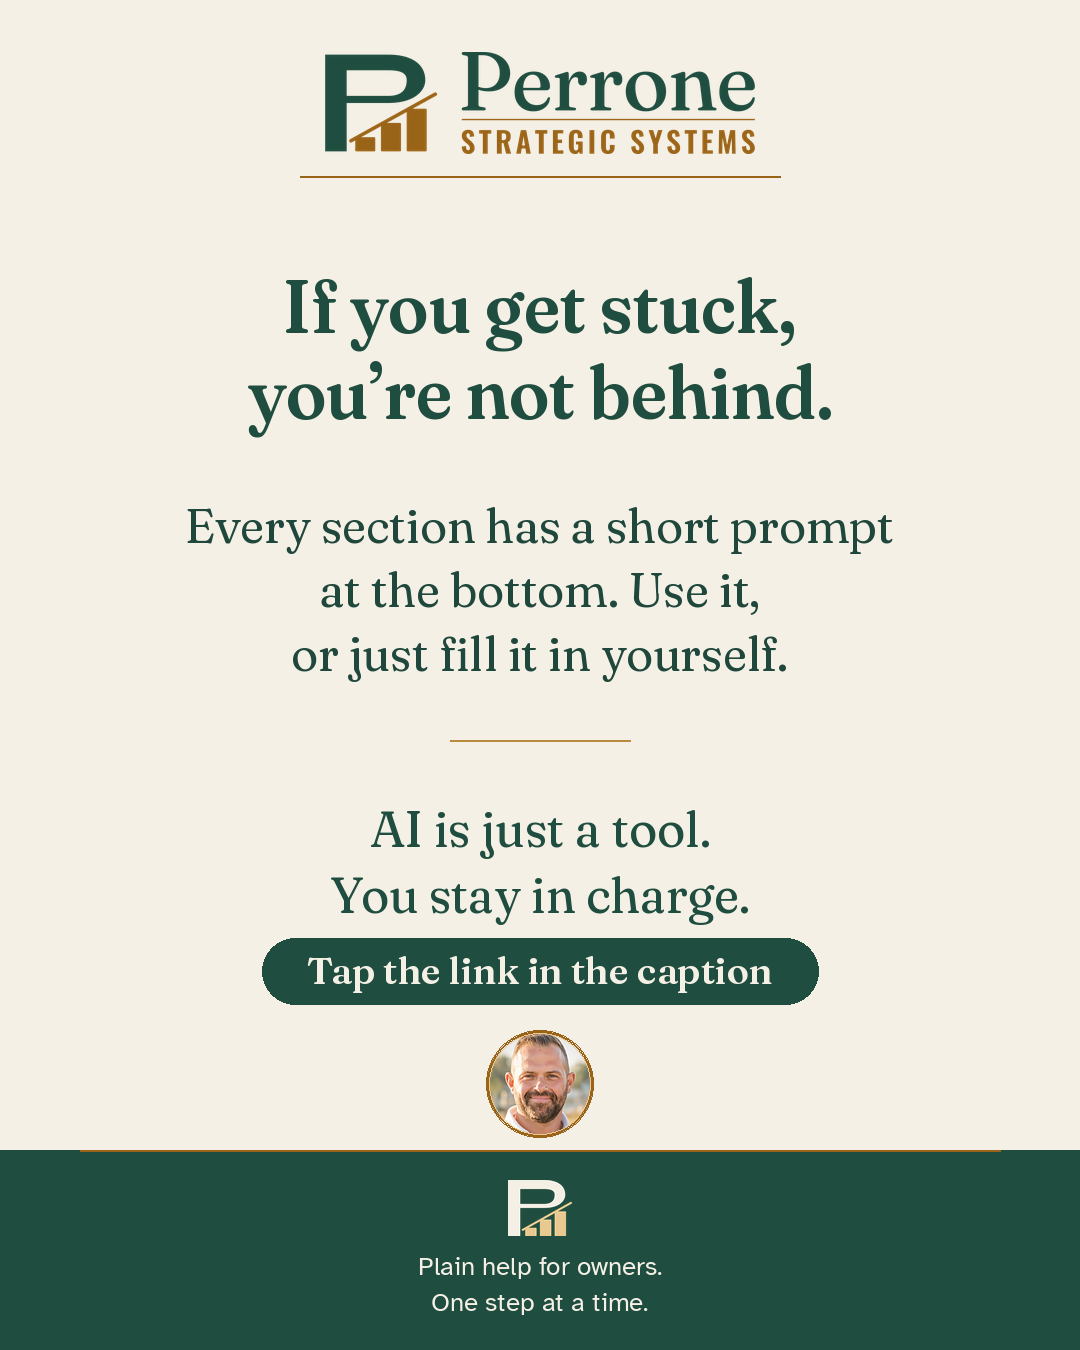 Perrone
STRATEGIC SYSTEMS
If you get stuck,
you’re not behind.
Every section has a short prompt
at the bottom. Use it,
or just fill it in yourself.
AI is just a tool.
You stay in charge.
Tap the link in the caption
Plain help for owners.
One step at a time.